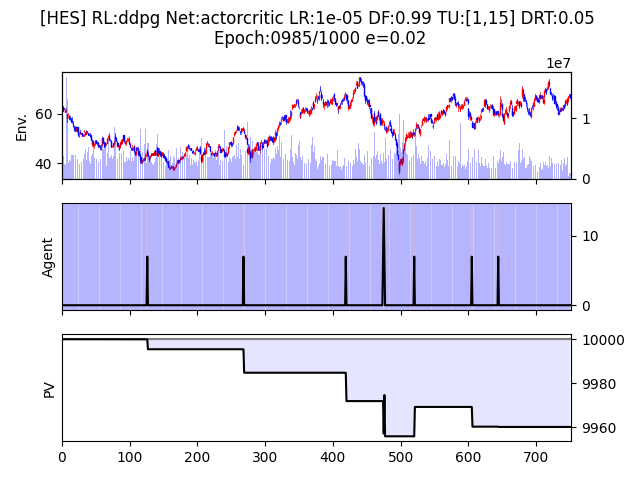 [HES] RL:ddpg Net:actorcritic LR:1e-05 DF:0.99 TU:[1,15] DRT:0.05
Epoch:0985/1000 e=0.02
1e7
Env.
60
40
1
0
Agent
10
0
PV
10000
9980
9960
0 100 200 300 400 500 600 700